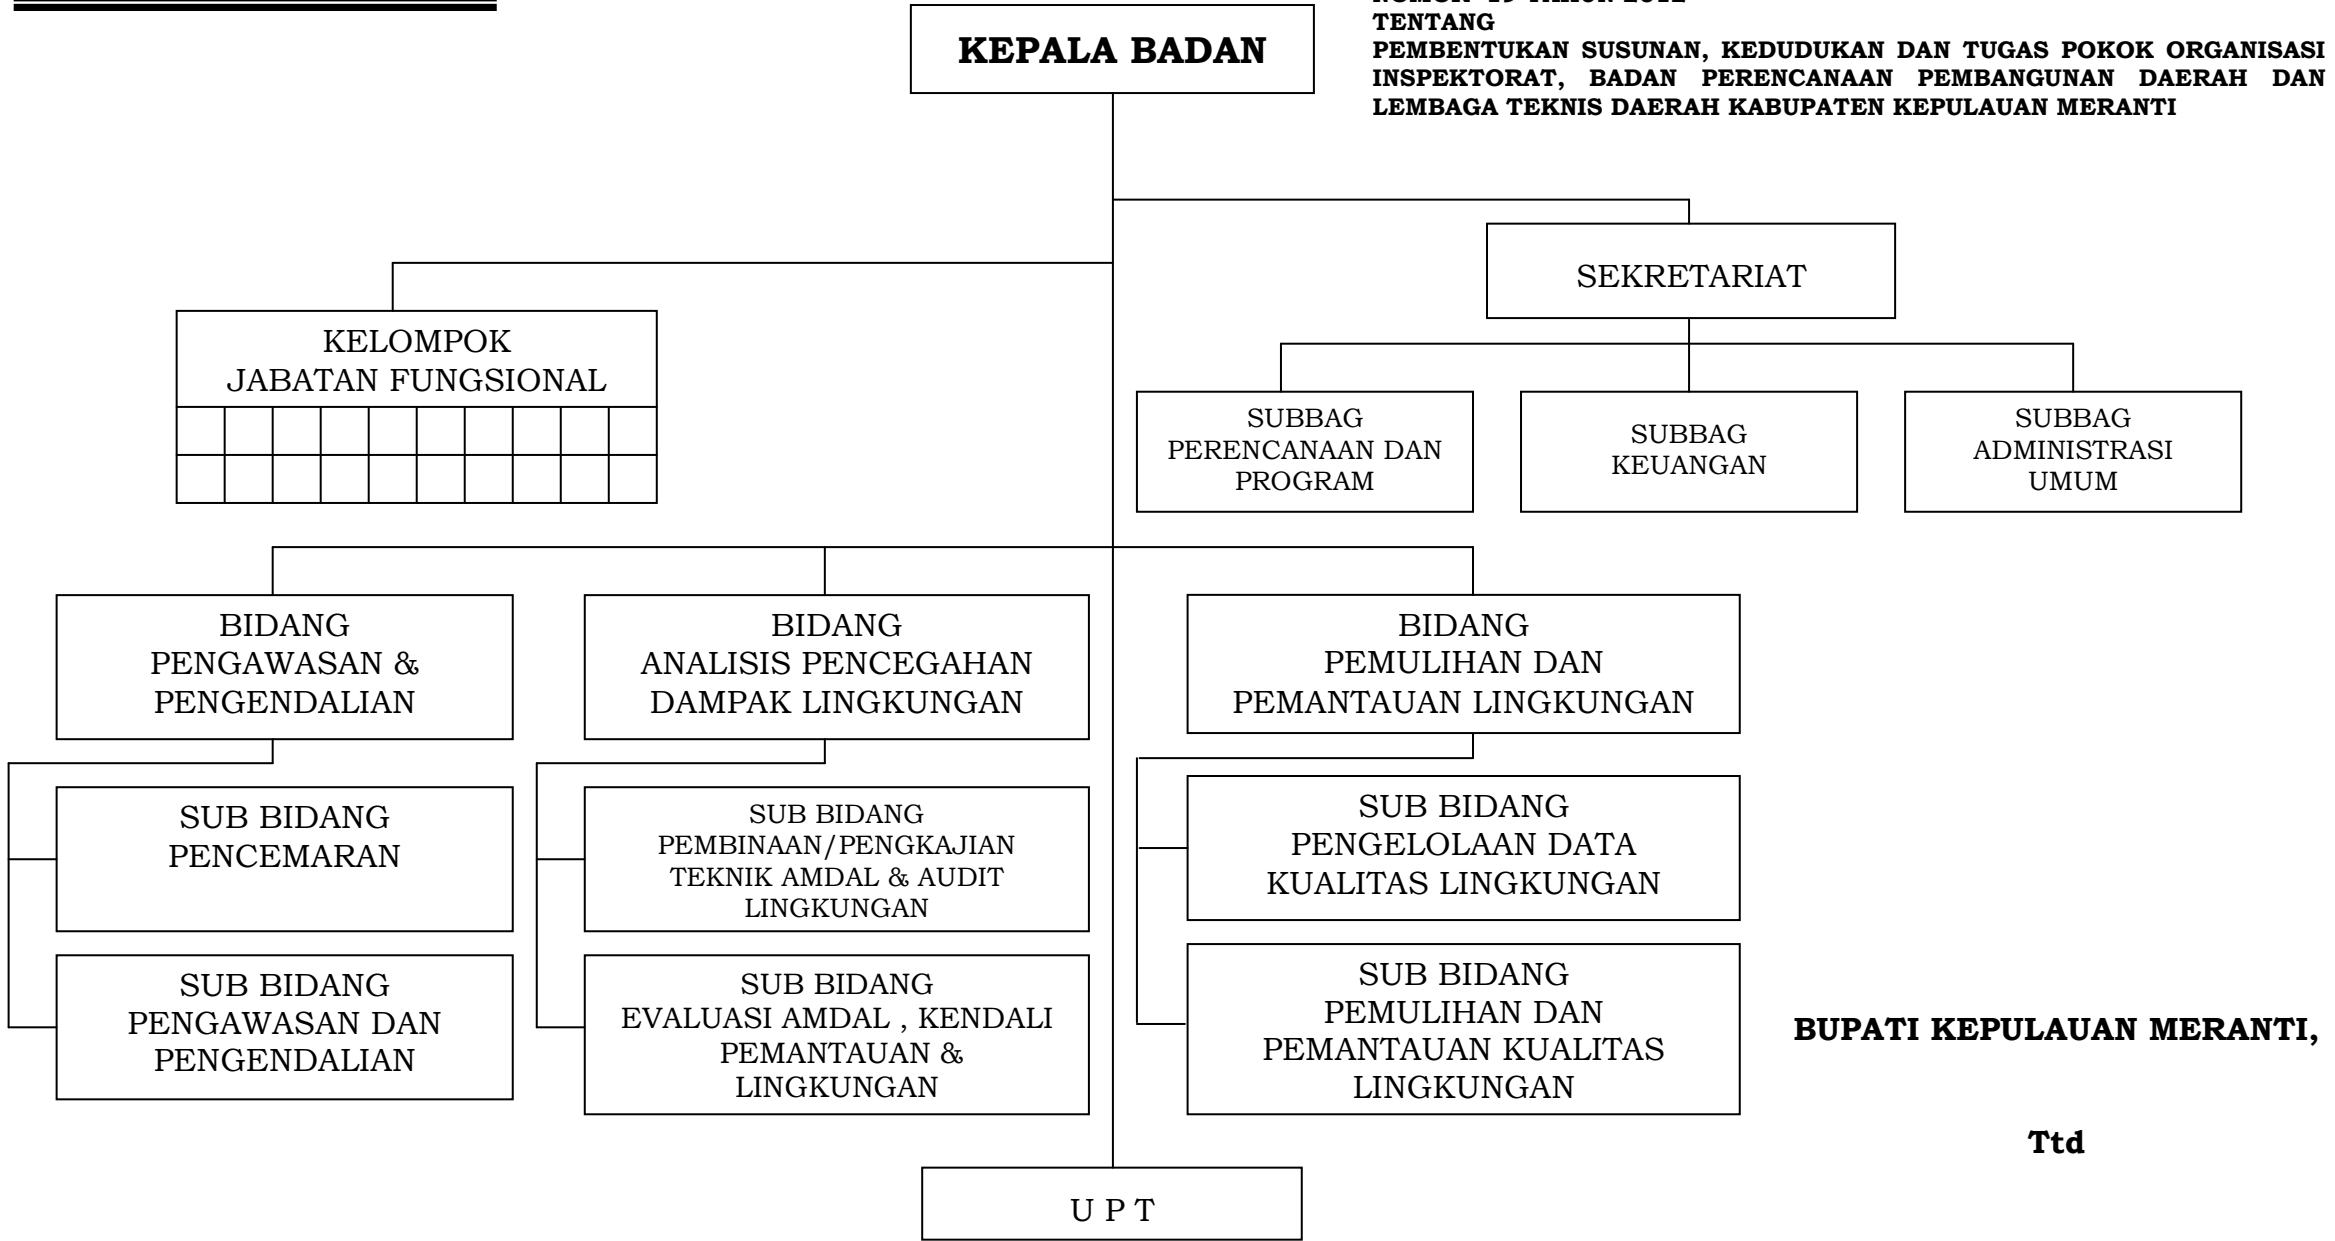 KEPALA BADAN
TENTANG
PEMBENTUKAN SUSUNAN, KEDUDUKAN DAN TUGAS POKOK ORGANISASI
INSPEKTORAT, BADAN PERENCANAAN PEMBANGUNAN DAERAH DAN
LEMBAGA TEKNIS DAERAH KABUPATEN KEPULAUAN MERANTI
SEKRETARIAT
KELOMPOK
JABATAN FUNGSIONAL
SUBBAG
PERENCANAAN DAN
PROGRAM
SUBBAG
KEUANGAN
SUBBAG
ADMINISTRASI
UMUM
BIDANG
PENGAWASAN &
PENGENDALIAN
BIDANG
ANALISIS PENCEGAHAN
DAMPAK LINGKUNGAN
BIDANG
PEMULIHAN DAN
PEMANTAUAN LINGKUNGAN
SUB BIDANG
PENCEMARAN
SUB BIDANG
PEMBINAAN/PENGKAJIAN
TEKNIK AMDAL & AUDIT
LINGKUNGAN
SUB BIDANG
PENGELOLAAN DATA
KUALITAS LINGKUNGAN
SUB BIDANG
PENGAWASAN DAN
PENGENDALIAN
SUB BIDANG
EVALUASI AMDAL , KENDALI
PEMANTAUAN &
LINGKUNGAN
SUB BIDANG
PEMULIHAN DAN
PEMANTAUAN KUALITAS
LINGKUNGAN
BUPATI KEPULAUAN MERANTI,
Ttd
U P T